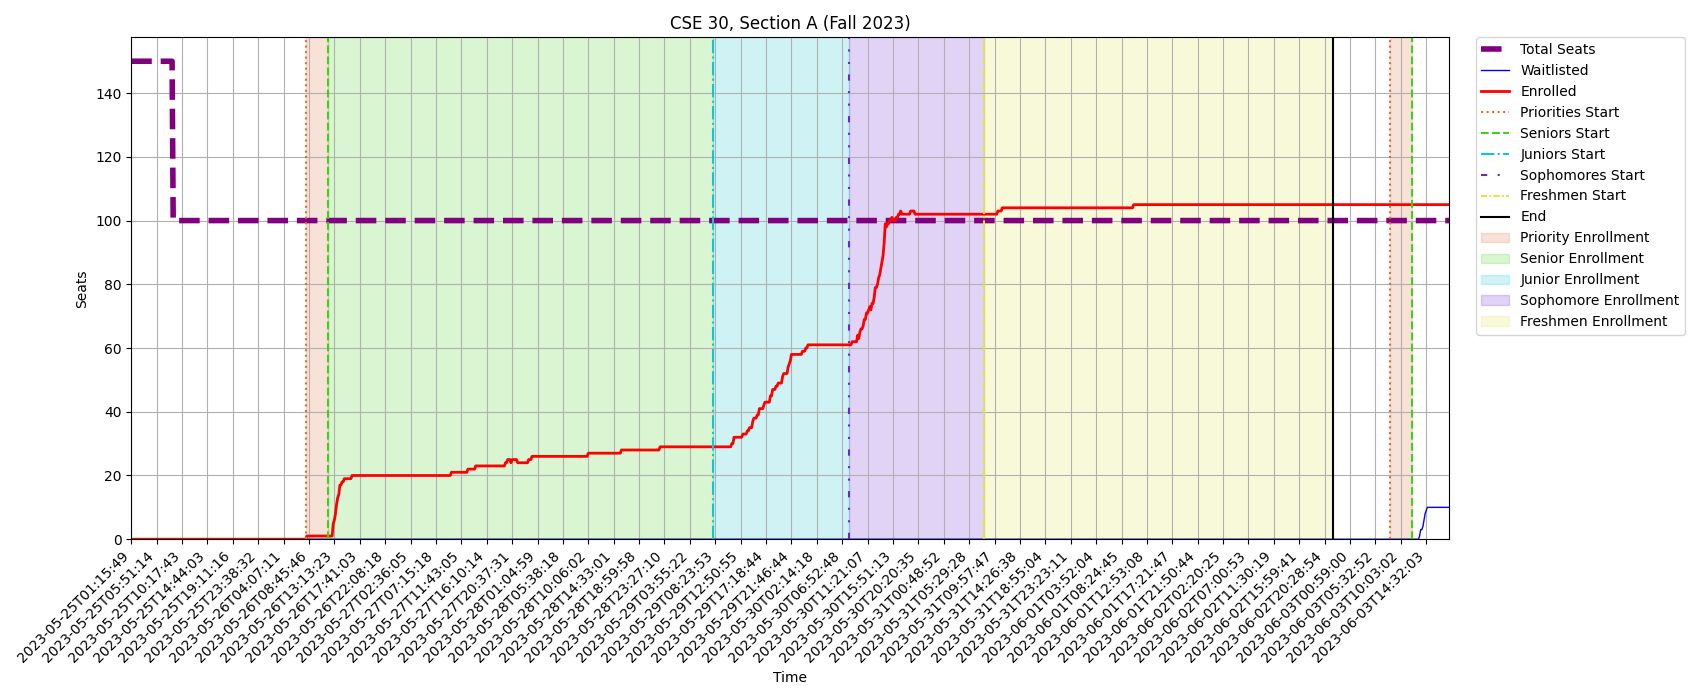 CSE 30, Section A (Fall 2023)
Seats
140
120
100
80
60
40
20
0
2023-05-25T01:15:49
2023-05-25T05:51:14
2023-05-25T10:17:43
2023-05-25T14:44:03
2023-05-25T19:11:16
2023-05-25T23:38:32
2023-05-26T04:07:11
2023-05-26T08:45:46
2023-05-26T13:13:23
2023-05-26T17:41:03
2023-05-26T22:08:18
2023-05-27T02:36:05
2023-05-27T07:15:18
2023-05-27T11:43:05
2023-05-27T16:10:14
2023-05-27T20:37:31
2023-05-28T01:04:59
2023-05-28T05:38:18
2023-05-28T10:06:02
2023-05-28T14:33:01
2023-05-28T18:59:58
2023-05-28T23:27:10
2023-05-29T03:55:22
2023-05-29T08:23:53
2023-05-29T12:50:55
2023-05-29T17:18:44
2023-05-29T21:46:44
2023-05-30T02:14:18
2023-05-30T06:52:48
2023-05-30T11:21:07
2023-05-30T15:51:13
2023-05-30T20:20:35
2023-05-31T00:48:52
2023-05-31T05:29:28
2023-05-31T09:57:47
2023-05-31T14:26:38
2023-05-31T18:55:04
2023-05-31T23:23:11
2023-06-01T03:52:04
2023-06-01T08:24:45
2023-06-01T12:53:08
2023-06-01T17:21:47
2023-06-01T21:50:44
2023-06-02T02:20:25
2023-06-02T07:00:53
2023-06-02T11:30:19
2023-06-02T15:59:41
2023-06-02T20:28:54
2023-06-03T00:59:00
2023-06-03T05:32:52
2023-06-03T10:03:02
2023-06-03T14:32:03
Time
Total Seats
Waitlisted
Enrolled
Priorities Start
Seniors Start
Juniors Start
Sophomores Start
Freshmen Start
End
Priority Enrollment
Senior Enrollment
Junior Enrollment
Sophomore Enrollment
Freshmen Enrollment